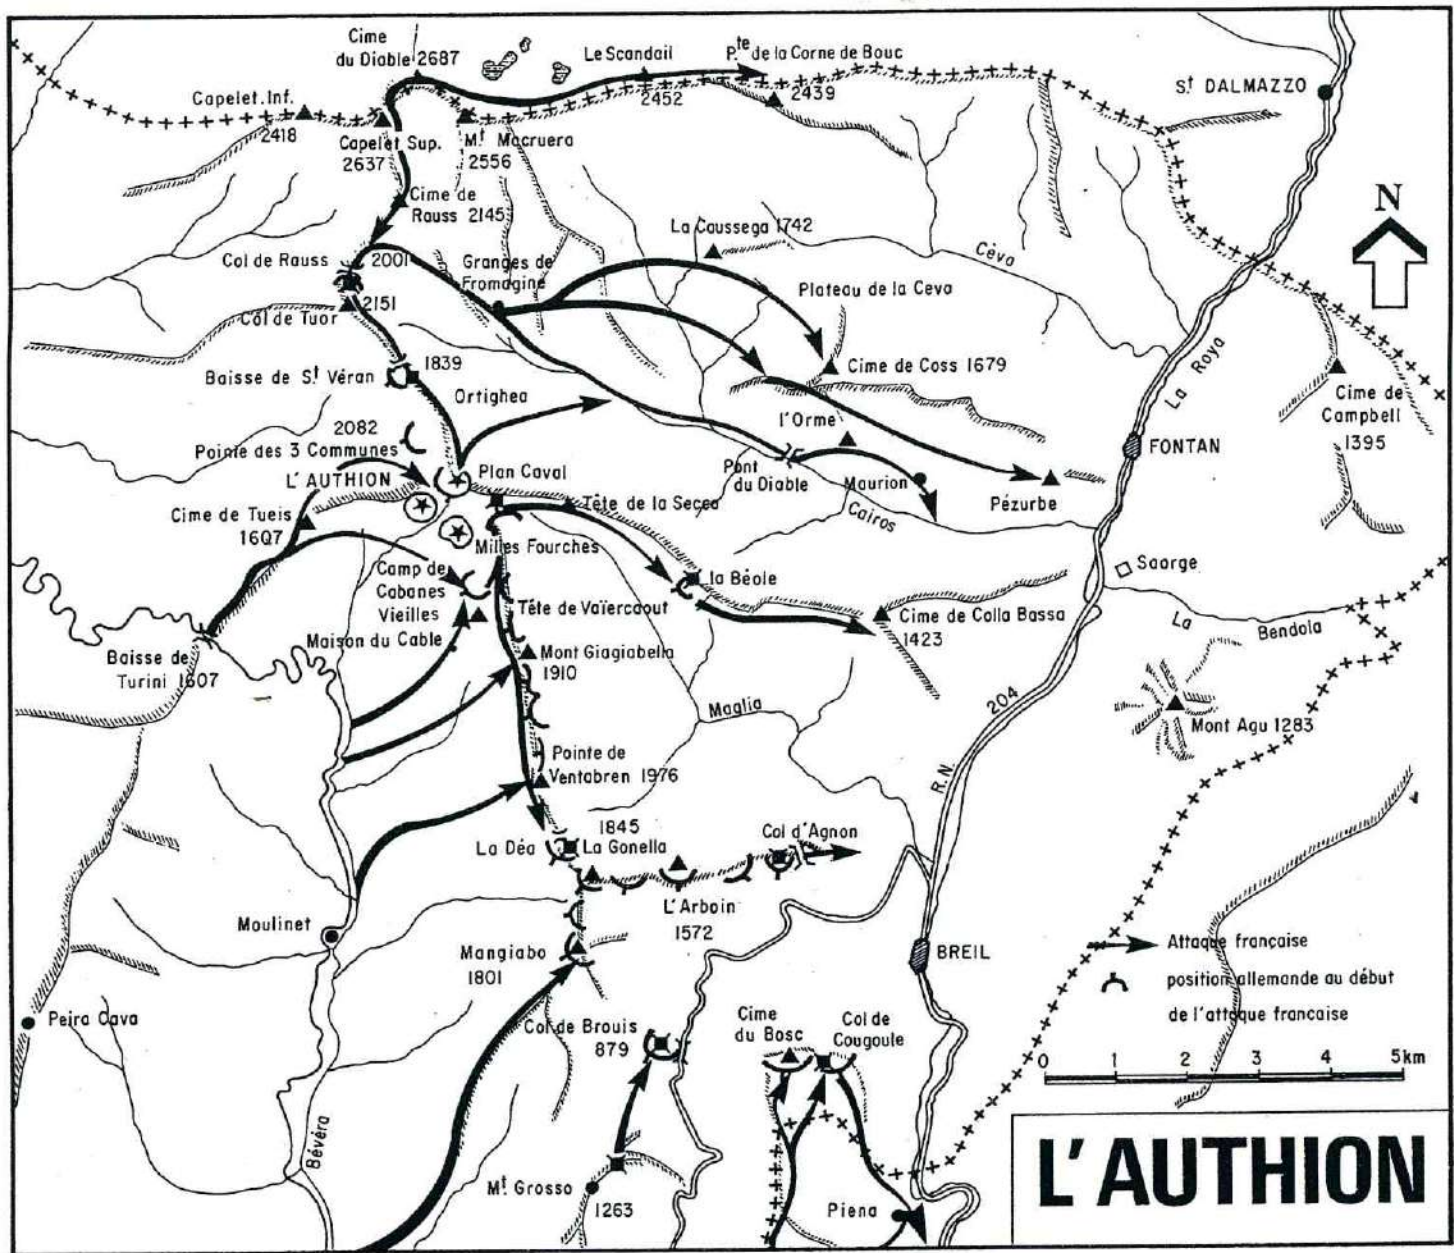 Cime
du Diable 2687
Le Scandail
P.te de la Corne de Bouc
St DALMAZZO
Capelet. Inf.
2418
Capelet Sup.
2637
Mt Macruera
2556
2452
2439
Cime de
Rauss 2145
N
La Caussega 1742
Col de Rauss
2001
Granges de
Fromagine
Céva
Plateau de la Ceva
2151
Côl de Tuor
La Roya
1839
Baisse de St Véran
Cime de Coss 1679
Cime de
Campbell
1395
Ortighea
l'Orme
FONTAN
2082
Pointe des 3 Communes
Plan Caval
Pont
du Diable
Maurion
Pézurbe
L'AUTHION
Tête de la Secca
Cairos
Cime de Tueis
1607
Milles Fourches
Saorge
Camp de
Cabanes
Vieilles
la Béole
Tête de Vaïercaout
Cime de Colla Bassa
1423
La Bendola
Maison du Cable
Baisse de
Turini 1607
Mont Giagiabella
1910
Maglia
R.N. 204
Mont Agu 1283
Pointe de
Ventabren 1976
1845
La Déa
La Gonella
Col d'Agnon
L'Arboin
1572
Moulinet
Mangiabo
1801
BREIL
Attaque française
position allemande au début
de l'attaque francaise
Peira Cava
Col de Brouis
879
Cime
du Bosc
Col de
Cougoule
0 1 2 3 4 5km
Bévéra
Mt Grosso
1263
Piena
L'AUTHION